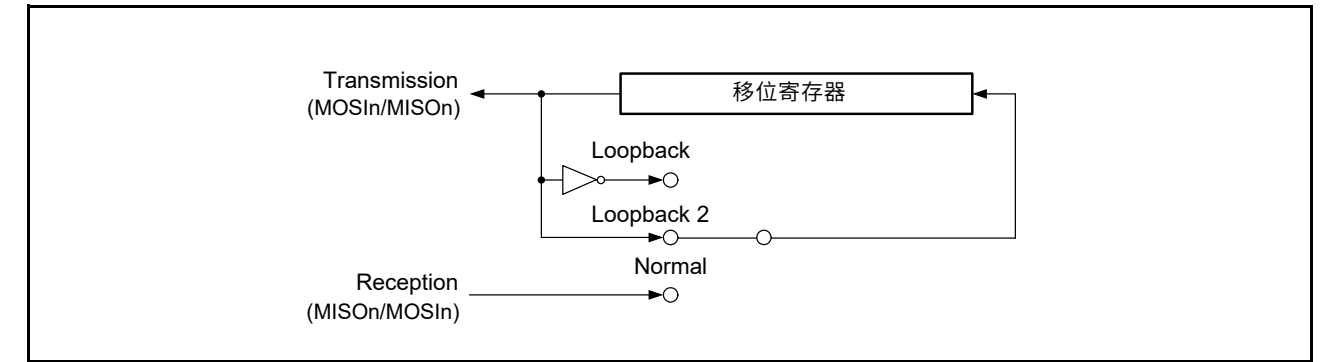 Transmission
(MOSIn/MISOn)
移位寄存器
Loopback
Loopback 2
Normal
Reception
(MISOn/MOSIn)